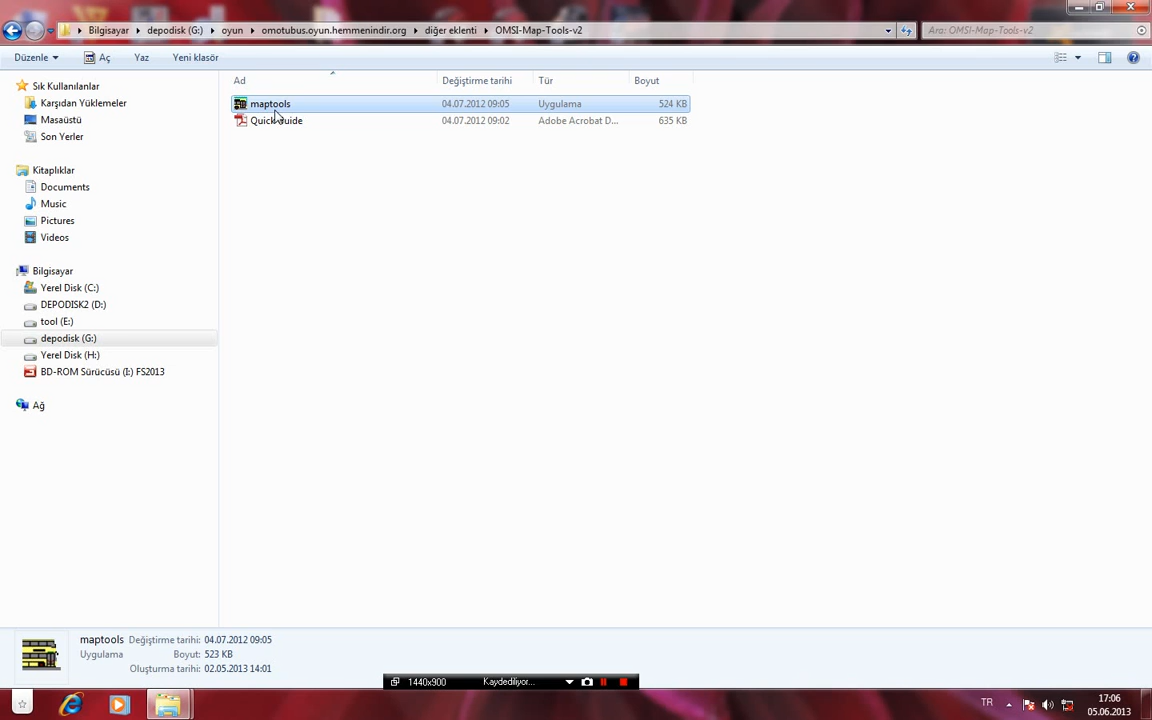 Bilgisayar ▸ depodisk (G:) ▸ oyun ▸ omotubus.oyun.hemmenindir.org ▸ diğer eklenti ▸ OMSI-Map-Tools-v2
Ara: OMSI-Map-Tools-v2
Düzenle Aç Yaz Yeni klasör
Ad Değiştirme tarihi Tür Boyut
maptools 04.07.2012 09:05 Uygulama 524 KB
04.07.2012 09:02 Adobe Acrobat D... 635 KB
Sık Kullanılanlar
Karşıdan Yüklemeler
Masaüstü
Son Yerler
Kitaplıklar
Documents
Music
Pictures
Videos
Bilgisayar
Yerel Disk (C:)
DEPODISK2 (D:)
tool (E:)
depodisk (G:)
Yerel Disk (H:)
BD-ROM Sürücüsü (I:) FS2013
Ağ
maptools Değiştirme tarihi: 04.07.2012 09:05
Uygulama Boyut: 523 KB
Oluşturma tarihi: 02.05.2013 14:01
1440x900 Kaydediliyor...
TR 17:06
05.06.2013